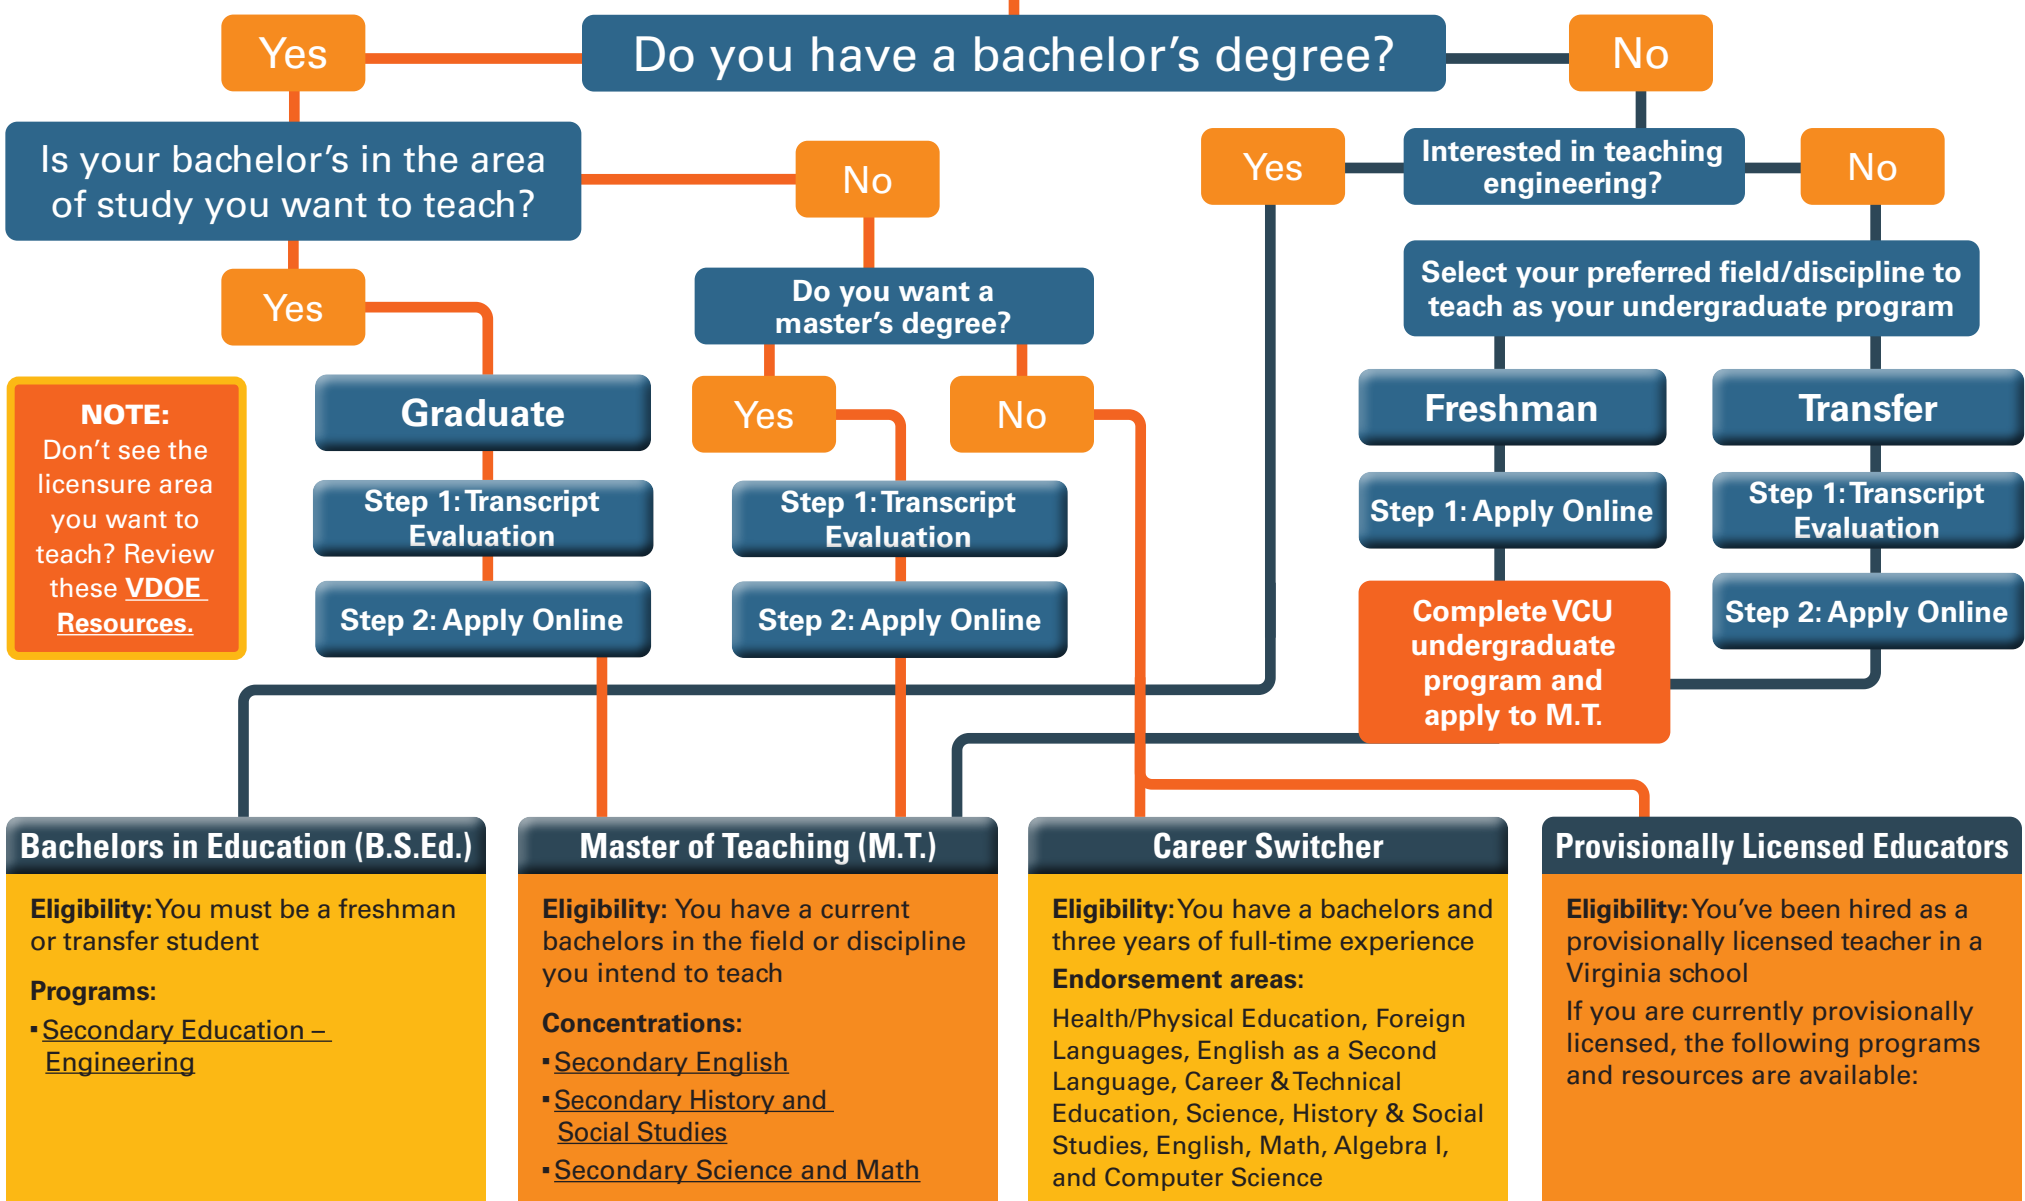 Yes
Do you have a bachelor’s degree?
No
Is your bachelor’s in the area
of study you want to teach?
No
Yes
Interested in teaching
engineering?
No
Yes
Do you want a
master’s degree?
Select your preferred field/discipline to
teach as your undergraduate program
NOTE:
Don’t see the
licensure area
you want to
teach? Review
these VDOE
Resources.
Graduate
Step 1: Transcript
Evaluation
Step 2: Apply Online
Yes
No
Step 1: Transcript
Evaluation
Step 2: Apply Online
Freshman
Step 1: Apply Online
Complete VCU
undergraduate
program and
apply to M.T.
Transfer
Step 1: Transcript
Evaluation
Step 2: Apply Online
Bachelors in Education (B.S.Ed.)
Eligibility: You must be a freshman
or transfer student
Programs:
▪ Secondary Education –
Engineering
Master of Teaching (M.T.)
Eligibility: You have a current
bachelors in the field or discipline
you intend to teach
Concentrations:
▪ Secondary English
▪ Secondary History and
Social Studies
▪ Secondary Science and Math
Career Switcher
Eligibility: You have a bachelors and
three years of full-time experience
Endorsement areas:
Health/Physical Education, Foreign
Languages, English as a Second
Language, Career & Technical
Education, Science, History & Social
Studies, English, Math, Algebra I,
and Computer Science
Provisionally Licensed Educators
Eligibility: You’ve been hired as a
provisionally licensed teacher in a
Virginia school
If you are currently provisionally
licensed, the following programs
and resources are available: